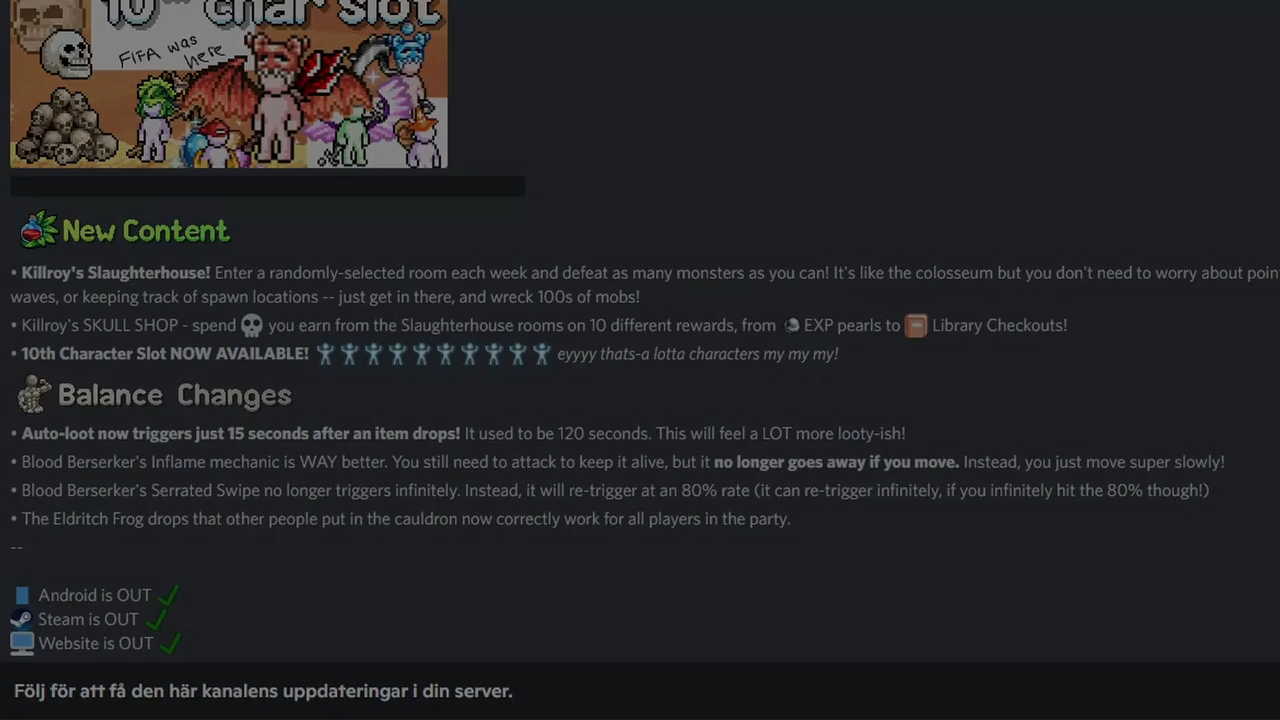 10th char slot
FIFA was
here
New Content
• Killroy's Slaughterhouse! Enter a randomly-selected room each week and defeat as many monsters as you can! It's like the colosseum but you don't need to worry about
waves, or keeping track of spawn locations -- just get in there, and wreck 100s of mobs!
• Killroy's SKULL SHOP - spend you earn from the Slaughterhouse rooms on 10 different rewards, from EXP pearls to Library Checkouts!
• 10th Character Slot NOW AVAILABLE! eyyyy thats-a lotta characters my my my!
Balance Changes
• Auto-loot now triggers just 15 seconds after an item drops! It used to be 120 seconds. This will feel a LOT more looty-ish!
• Blood Berserker's Inflame mechanic is WAY better. You still need to attack to keep it alive, but it no longer goes away if you move. Instead, you just move super slowly!
• Blood Berserker's Serrated Swipe no longer triggers infinitely. Instead, it will re-trigger at an 80% rate (it can re-trigger infinitely, if you infinitely hit the 80% though!)
• The Eldritch Frog drops that other people put in the cauldron now correctly work for all players in the party.
--
Android is OUT
Steam is OUT
Website is OUT
Följ för att få den här kanalens uppdateringar i din server.